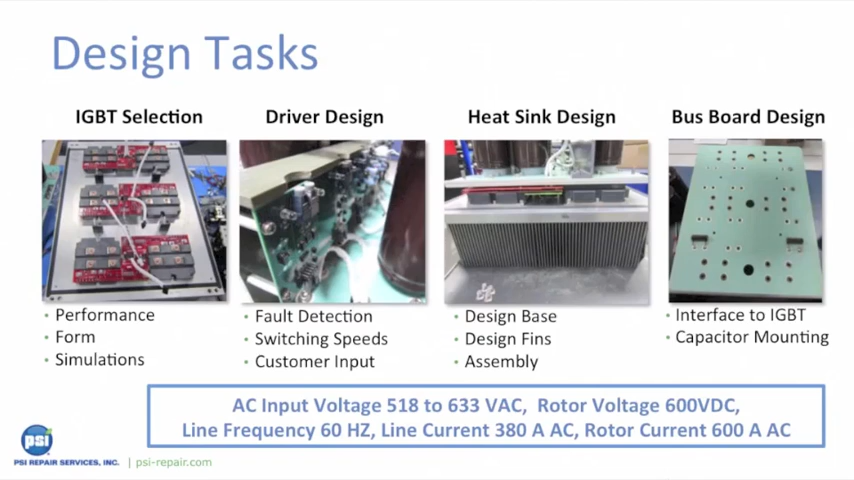 Design Tasks
IGBT Selection
Performance
Form
Simulations
Driver Design
Fault Detection
Switching Speeds
Customer Input
Heat Sink Design
Design Base
Design Fins
Assembly
Bus Board Design
Interface to IGBT
Capacitor Mounting
AC Input Voltage 518 to 633 VAC, Rotor Voltage 600VDC,
Line Frequency 60 HZ, Line Current 380 A AC, Rotor Current 600 A AC
psi
PSI REPAIR SERVICES, INC. | psi-repair.com